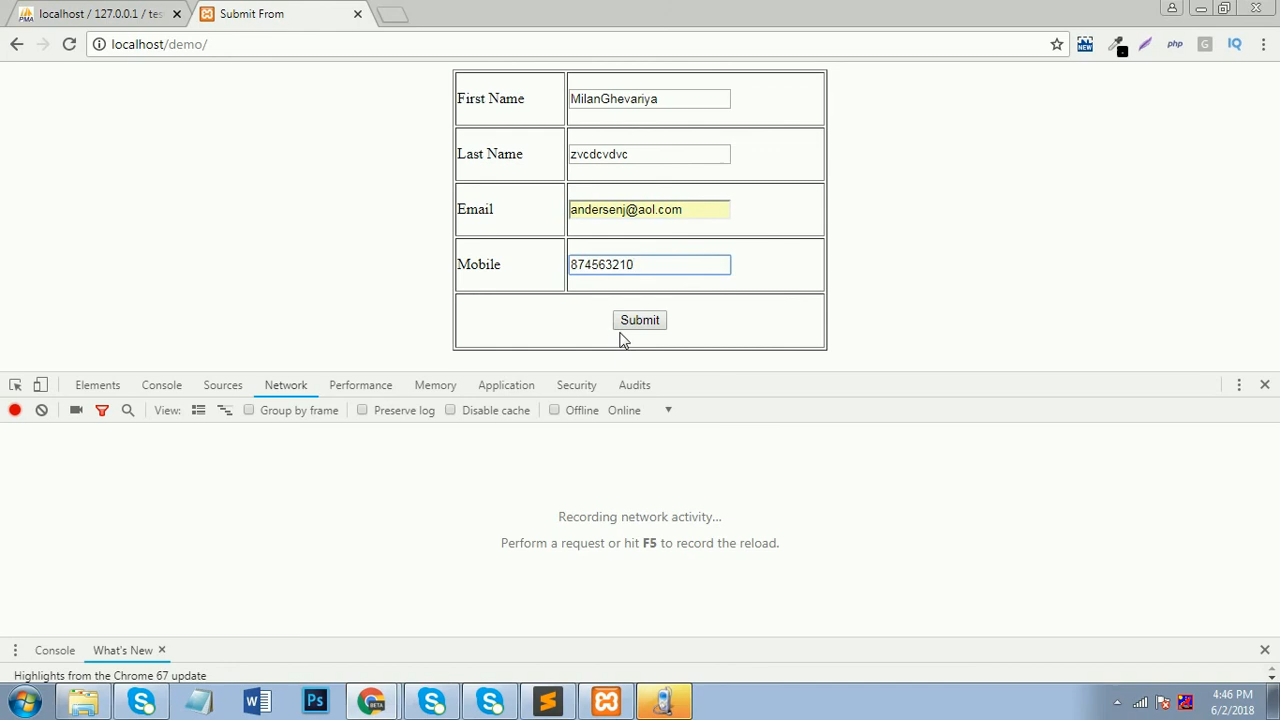 localhost / 127.0.0.1 / te
Submit From
localhost/demo/
NEW
php
G
IQ
First Name
MilanGhevariya
Last Name
zvcdcvdvc
Email
andersenj@aol.com
Mobile
874563210
Submit
Elements Console Sources Network Performance Memory Application Security Audits
View: Group by frame Preserve log Disable cache Offline Online
Recording network activity...
Perform a request or hit F5 to record the reload.
Console What's New
Highlights from the Chrome 67 update
4:46 PM
6/2/2018